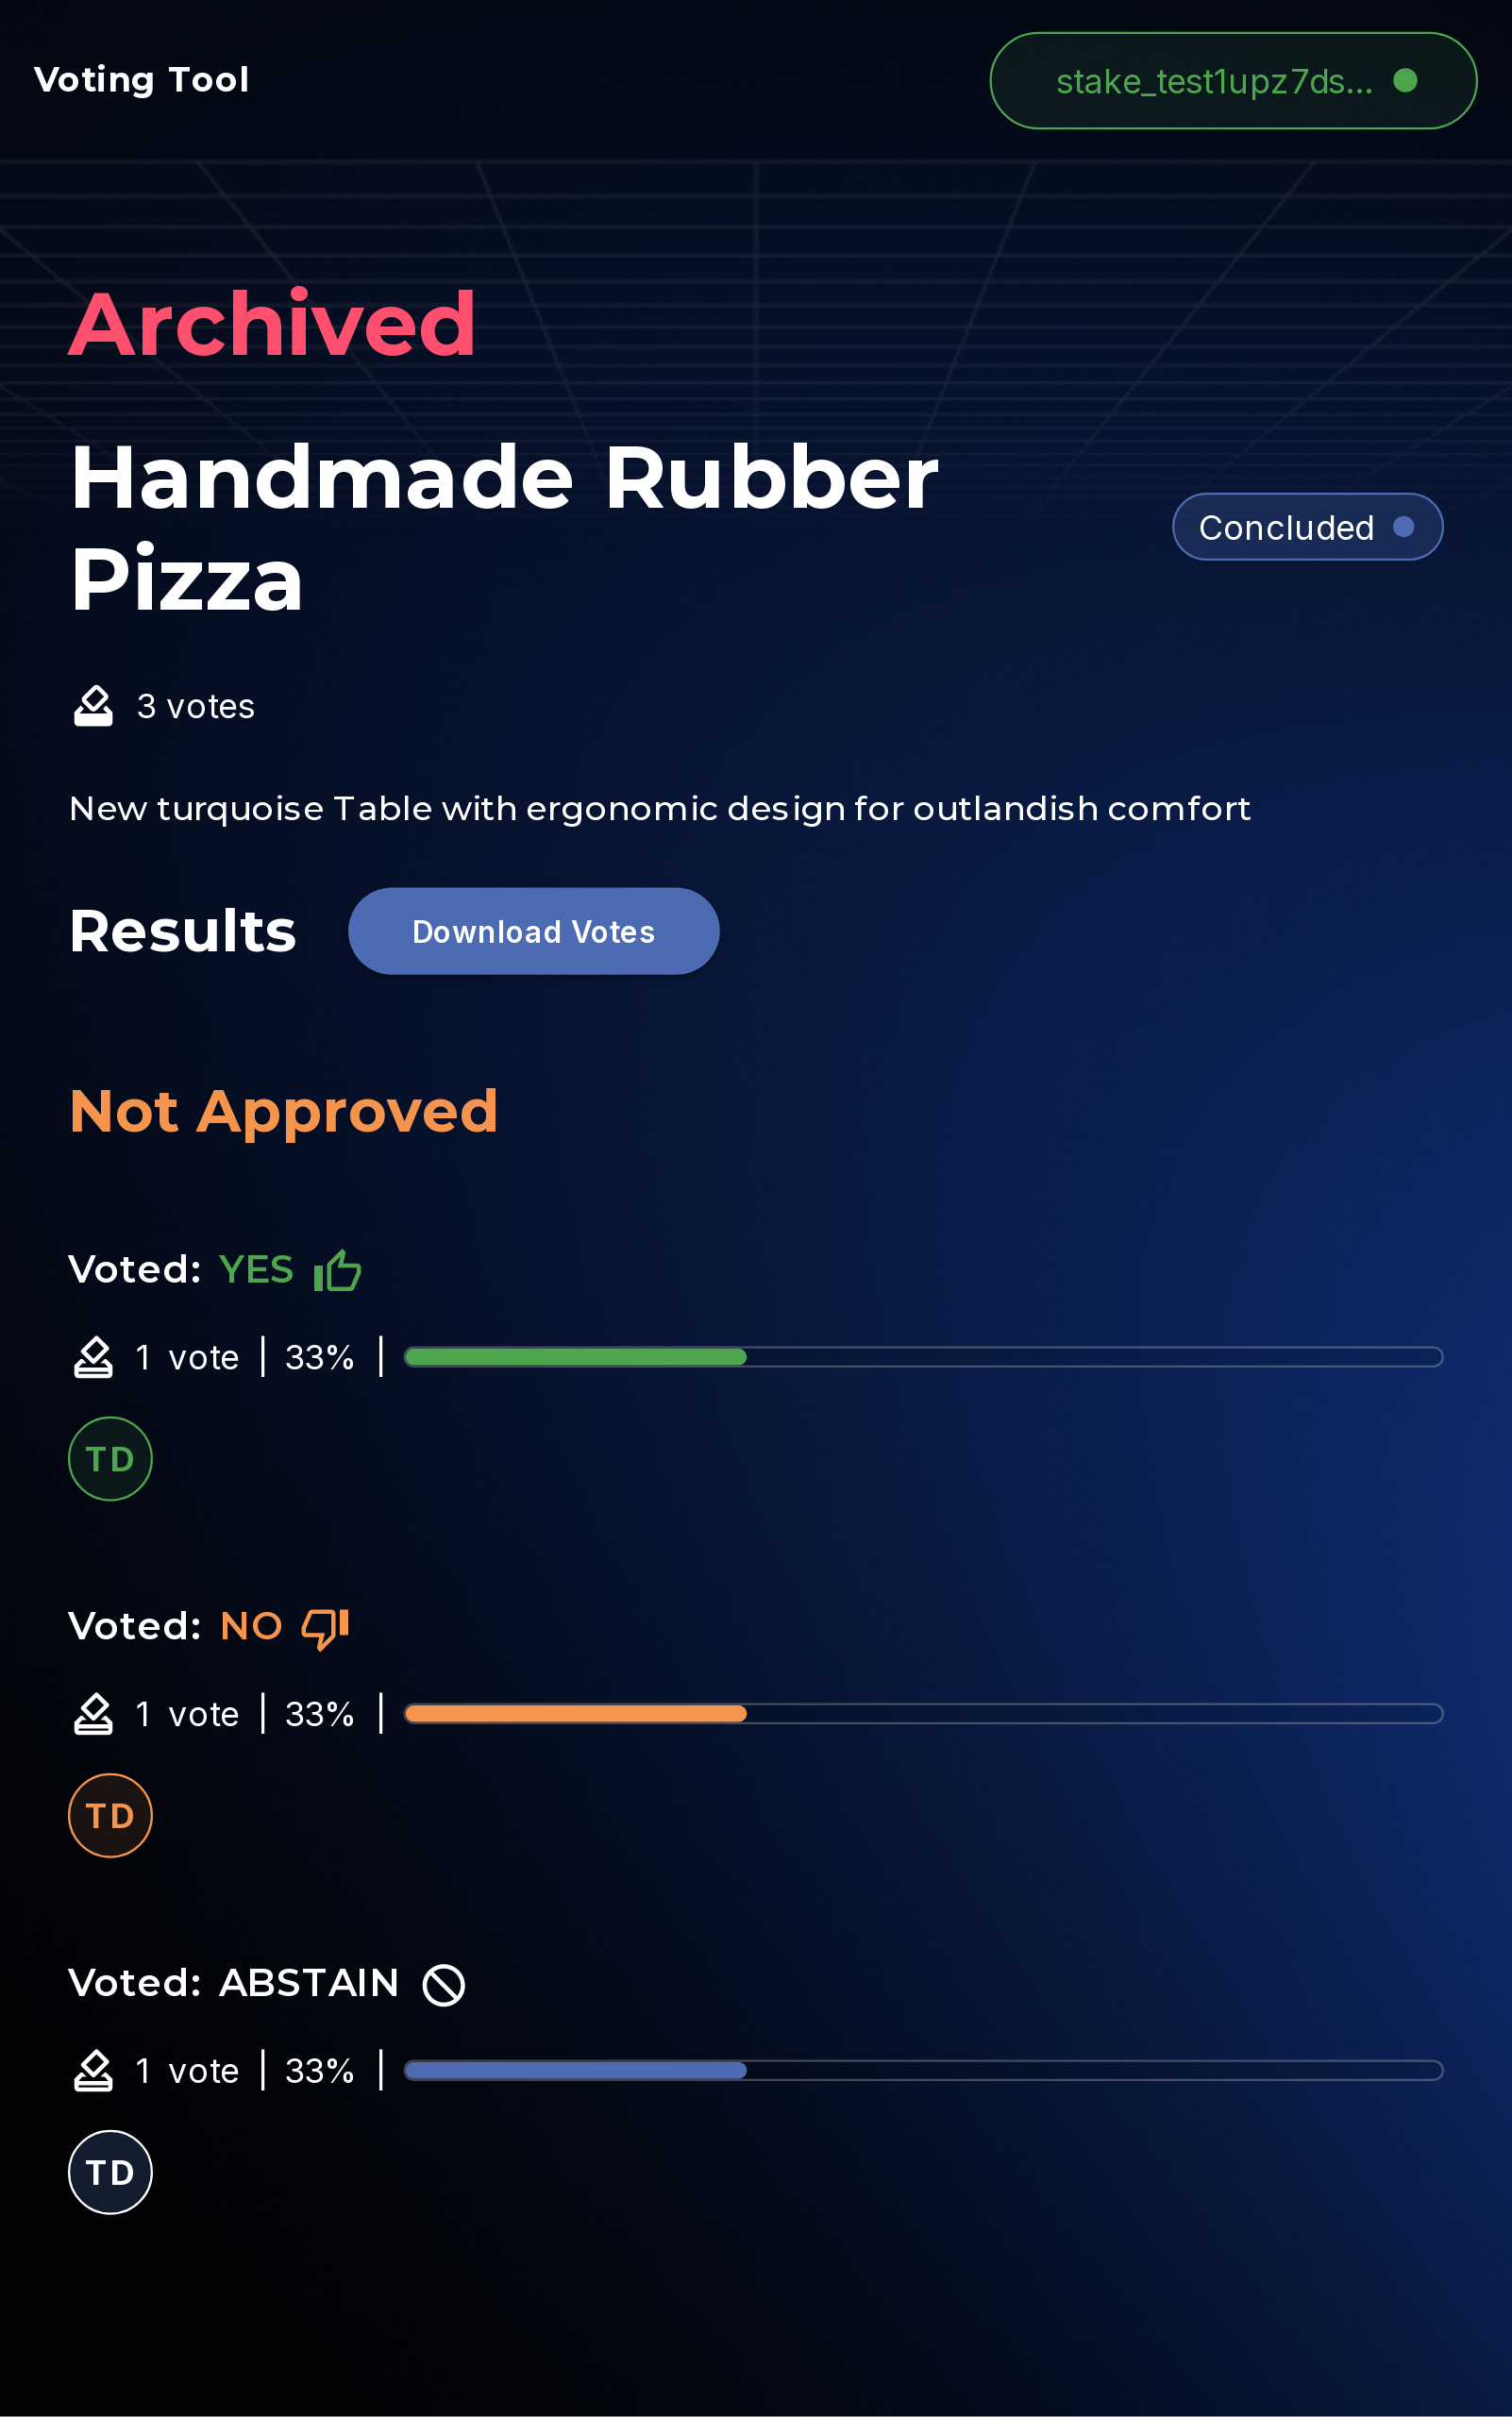 Voting Tool
stake_test1upz7ds...
Archived
Handmade Rubber
Pizza
Concluded
3 votes
New turquoise Table with ergonomic design for outlandish comfort
Results
Download Votes
Not Approved
Voted: YES
1 vote | 33% |
TD
Voted: NO
1 vote | 33% |
TD
Voted: ABSTAIN
1 vote | 33% |
TD